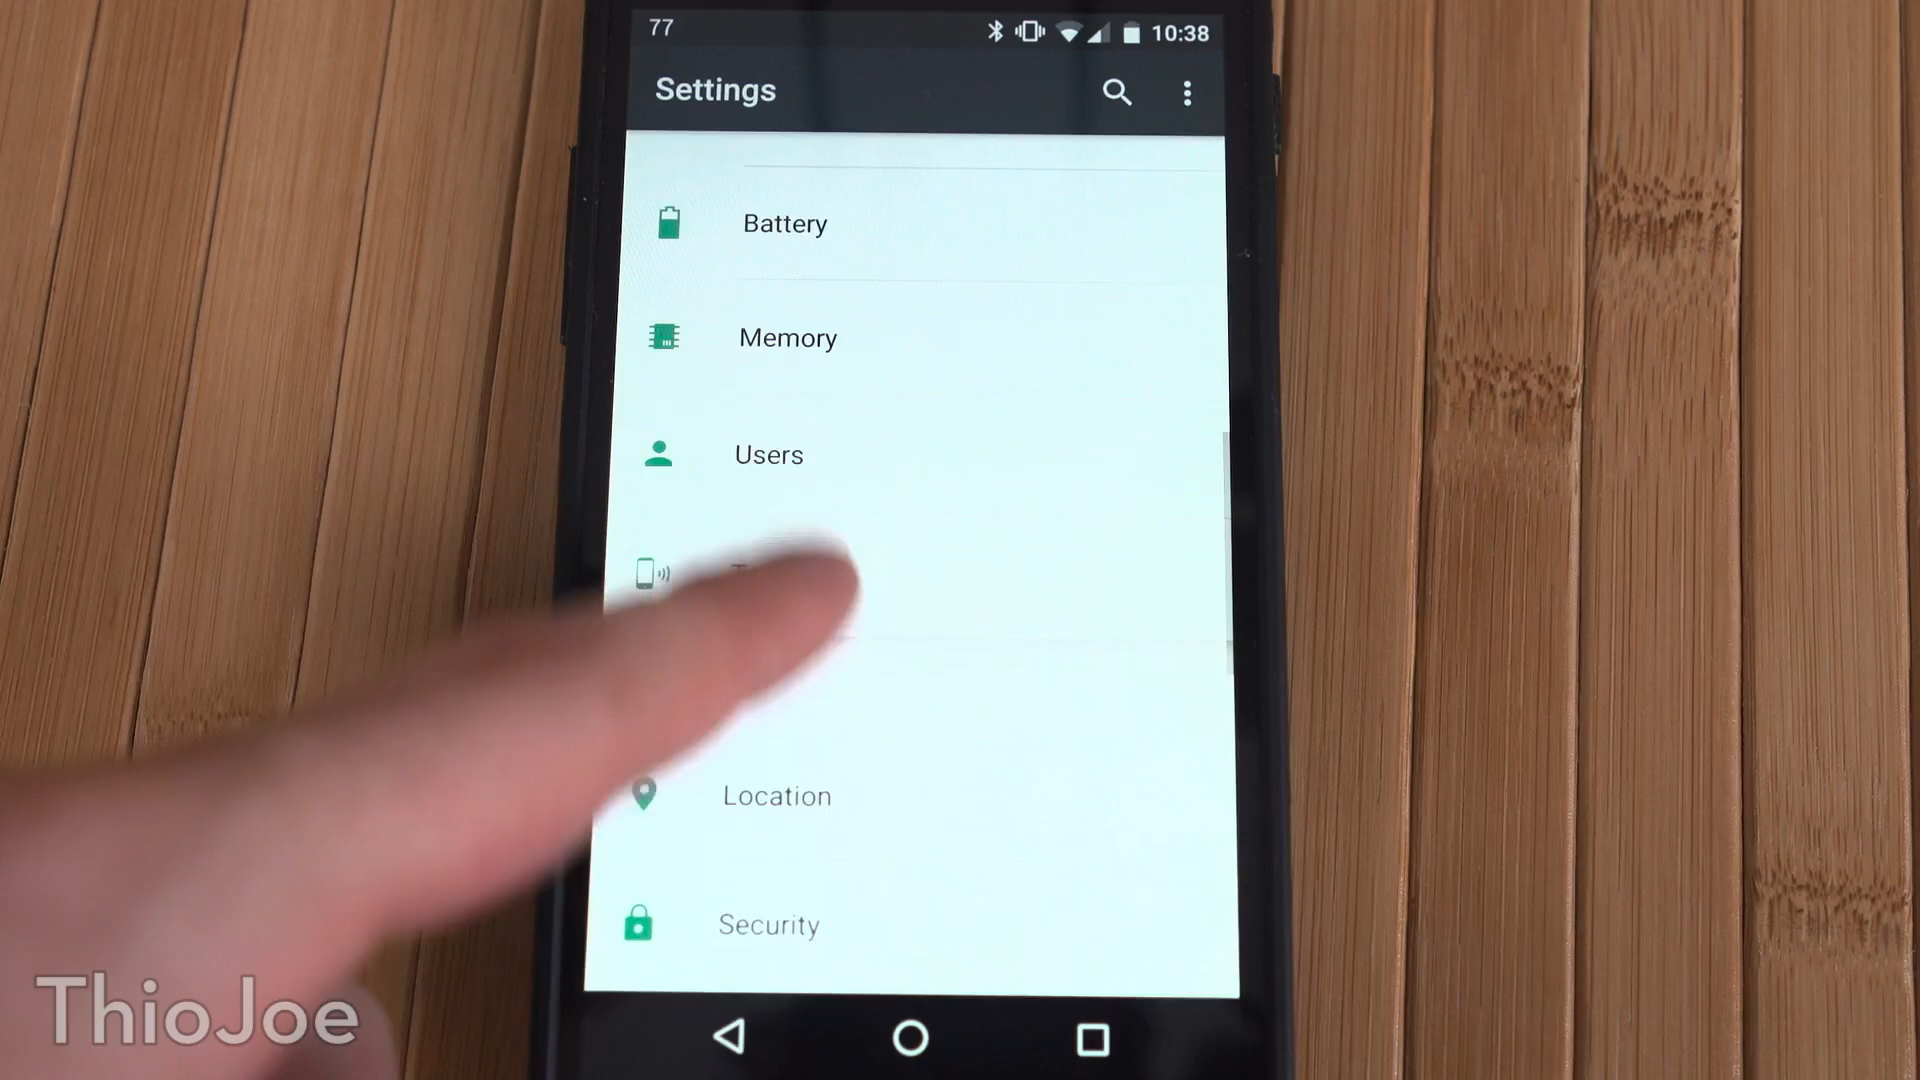 77
10:38
Settings
Battery
Memory
Users
Location
Security
ThioJoe